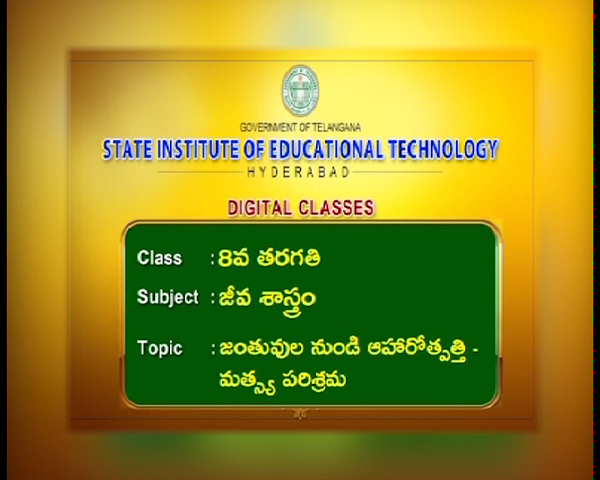 GOVERNMENT OF TELANGANA
STATE INSTITUTE OF EDUCATIONAL TECHNOLOGY
HYDERABAD
DIGITAL CLASSES
Class : 8వ తరగతి
Subject : జీవ శాస్త్రం
Topic : జంతువుల నుండి ఆహారోత్పత్తి -
మత్స్య పరిశ్రమ